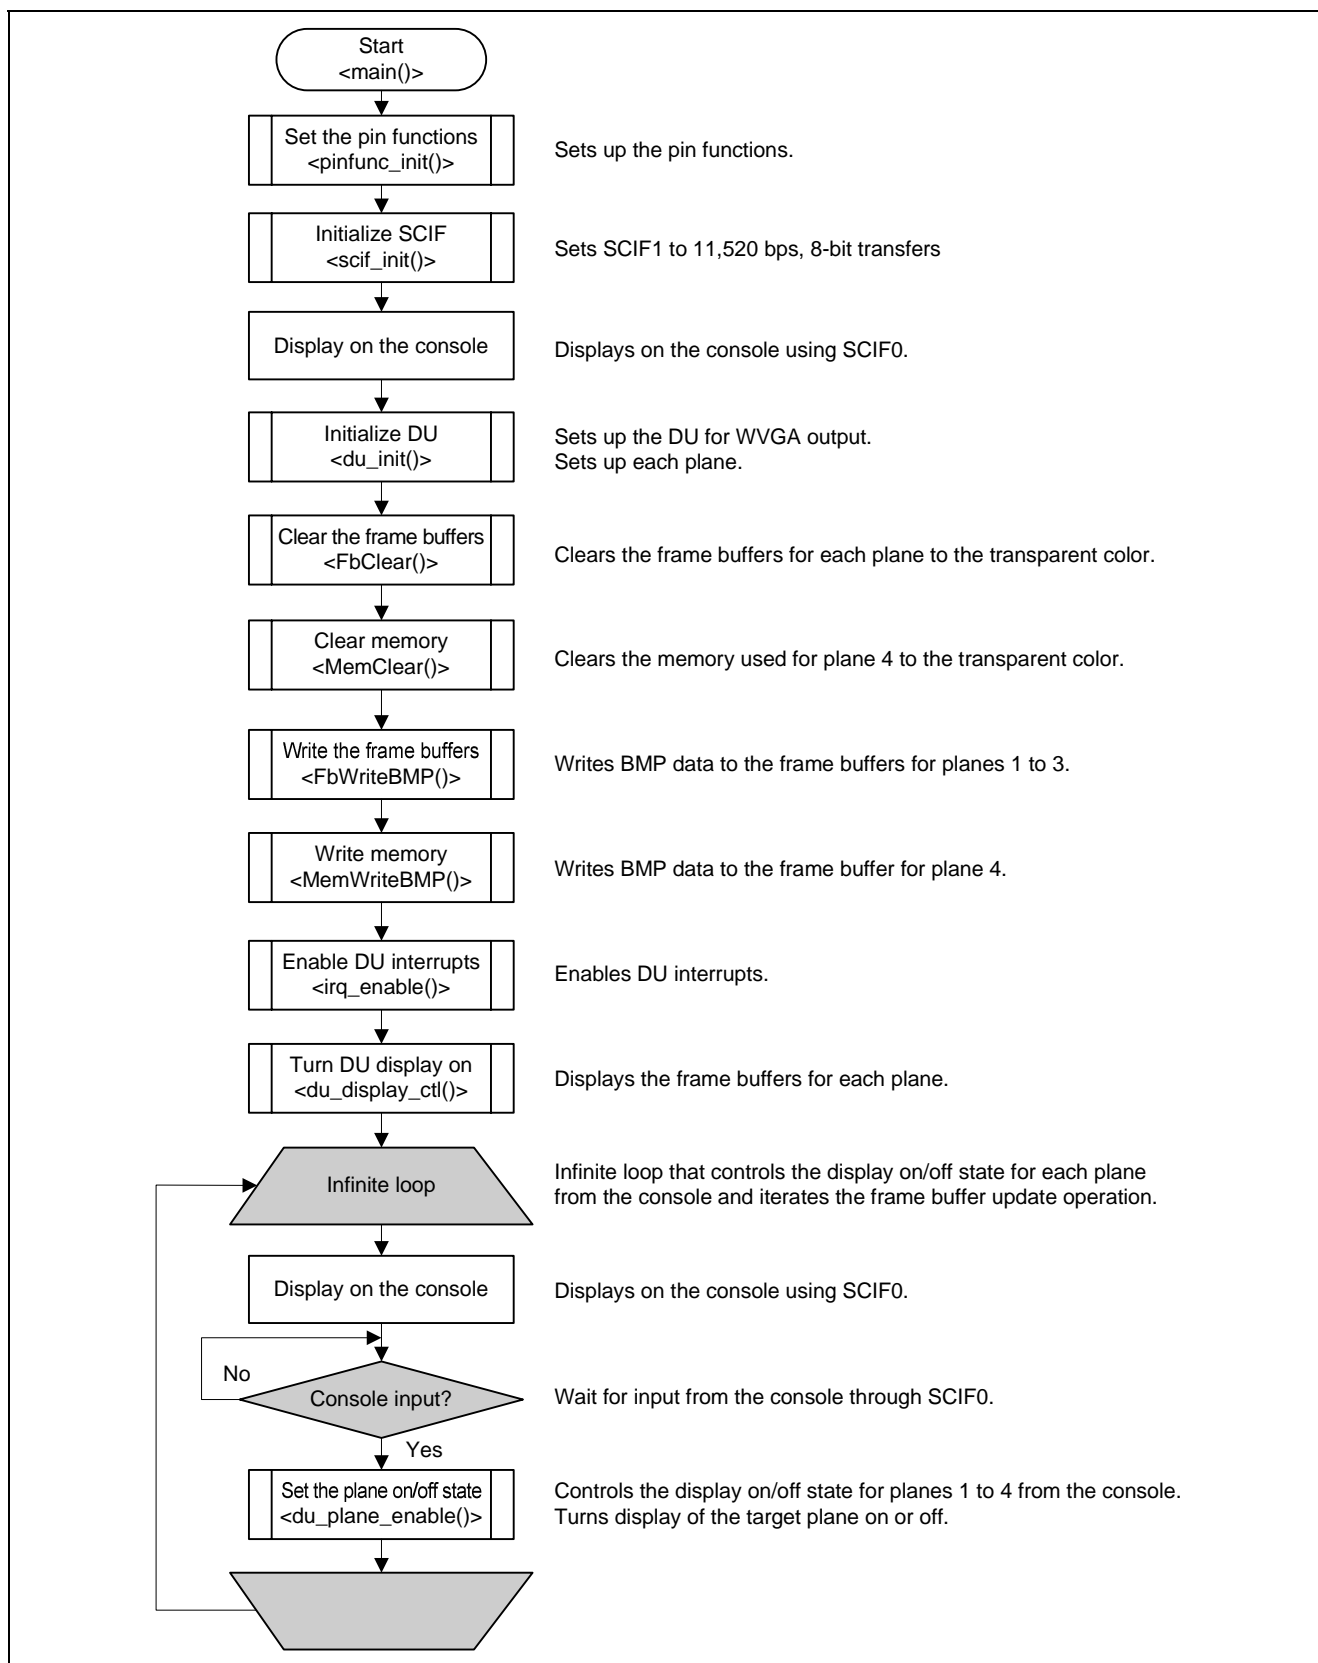 Start
<main()>
Set the pin functions
<pinfunc_init()>
Sets up the pin functions.
Initialize SCIF
<scif_init()>
Sets SCIF1 to 11,520 bps, 8-bit transfers
Display on the console
Displays on the console using SCIF0.
Initialize DU
<du_init()>
Sets up the DU for WVGA output.
Sets up each plane.
Clear the frame buffers
<FbClear()>
Clears the frame buffers for each plane to the transparent color.
Clear memory
<MemClear()>
Clears the memory used for plane 4 to the transparent color.
Write the frame buffers
<FbWriteBMP()>
Writes BMP data to the frame buffers for planes 1 to 3.
Write memory
<MemWriteBMP()>
Writes BMP data to the frame buffer for plane 4.
Enable DU interrupts
<irq_enable()>
Enables DU interrupts.
Turn DU display on
<du_display_ctl()>
Displays the frame buffers for each plane.
Infinite loop
Infinite loop that controls the display on/off state for each plane
from the console and iterates the frame buffer update operation.
Display on the console
Displays on the console using SCIF0.
No
Console input?
Wait for input from the console through SCIF0.
Yes
Set the plane on/off state
<du_plane_enable()>
Controls the display on/off state for planes 1 to 4 from the console.
Turns display of the target plane on or off.